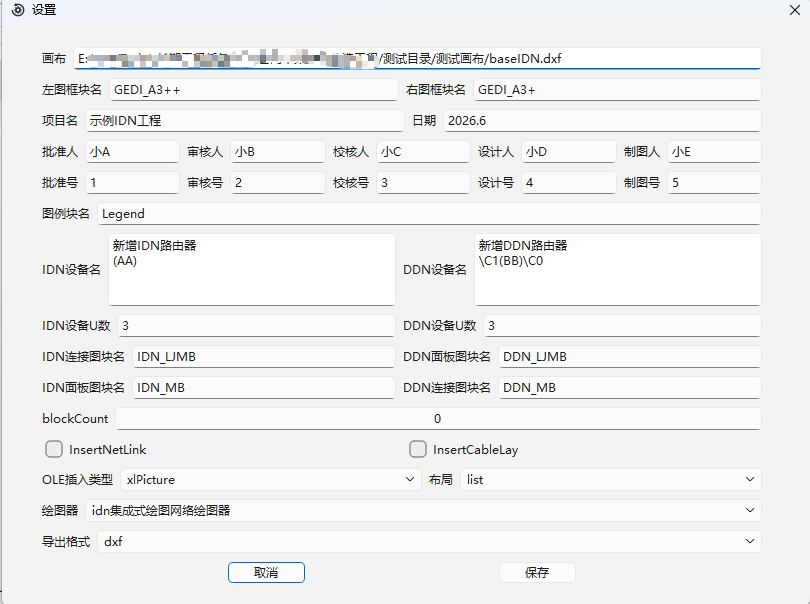 设置
画布 /测试目录/测试画布/baseIDN.dxf
左图框块名 GEDI_A3++ 右图框块名 GEDI_A3+
项目名 示例IDN工程 日期 2026.6
批准人 小A 审核人 小B 校核人 小C 设计人 小D 制图人 小E
批准号 1 审核号 2 校核号 3 设计号 4 制图号 5
图例块名 Legend
IDN设备名 新增IDN路由器
(AA)
DDN设备名 新增DDN路由器
\C1(BB)\C0
IDN设备U数 3 DDN设备U数 3
IDN连接图块名 IDN_LJMB DDN面板图块名 DDN_LJMB
IDN面板图块名 IDN_MB DDN连接图块名 DDN_MB
blockCount 0
InsertNetLink InsertCableLay
OLE插入类型 xlPicture 布局 list
绘图器 idn集成式绘图网络绘图器
导出格式 dxf
取消 保存